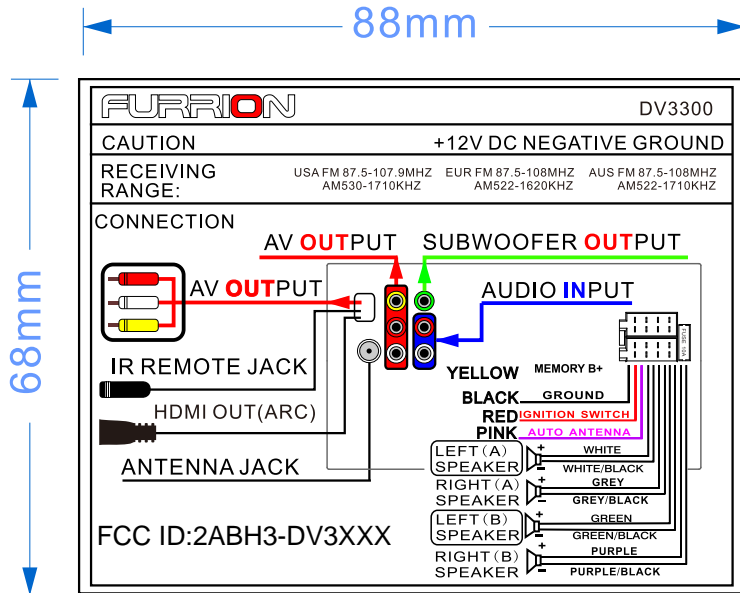 88mm
68mm
FURRION
DV3300
CAUTION
+12V DC NEGATIVE GROUND
RECEIVING RANGE:
USA FM 87.5-107.9MHZ
AM530-1710KHZ
EUR FM 87.5-108MHZ
AM522-1620KHZ
AUS FM 87.5-108MHZ
AM522-1710KHZ
CONNECTION
AV OUTPUT
SUBWOOFER OUTPUT
AV OUTPUT
AUDIO INPUT
FUSE 10A
IR REMOTE JACK
HDMI OUT(ARC)
ANTENNA JACK
YELLOW MEMORY B+
BLACK GROUND
RED IGNITION SWITCH
PINK AUTO ANTENNA
LEFT(A) SPEAKER
+
-
WHITE
WHITE/BLACK
RIGHT(A) SPEAKER
+
-
GREY
GREY/BLACK
LEFT(B) SPEAKER
+
-
GREEN
GREEN/BLACK
RIGHT(B) SPEAKER
+
-
PURPLE
PURPLE/BLACK
FCC ID:2ABH3-DV3XXX